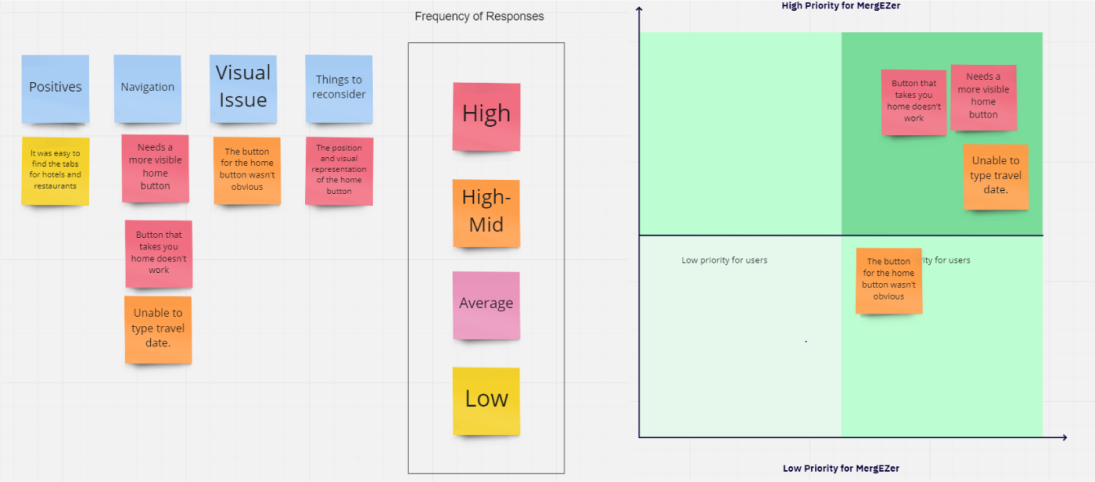 Frequency of Responses
Positives
Navigation
Visual
Issue
Things to
reconsider
It was easy to
find the tabs
for hotels and
restaurants
Needs a
more visible
home
button
The button
for the home
button wasn't
obvious
The position
and visual
representation
of the home
button
Button that
takes you
home doesn't
work
Unable to
type travel
date.
High
High-
Mid
Average
Low
High Priority for MergEZer
Button that
takes you
home doesn't
work
Needs a
more visible
home
button
Unable to
type travel
date.
Low priority for users
The button
for the home
button wasn't
obvious
for users
Low Priority for MergEZer